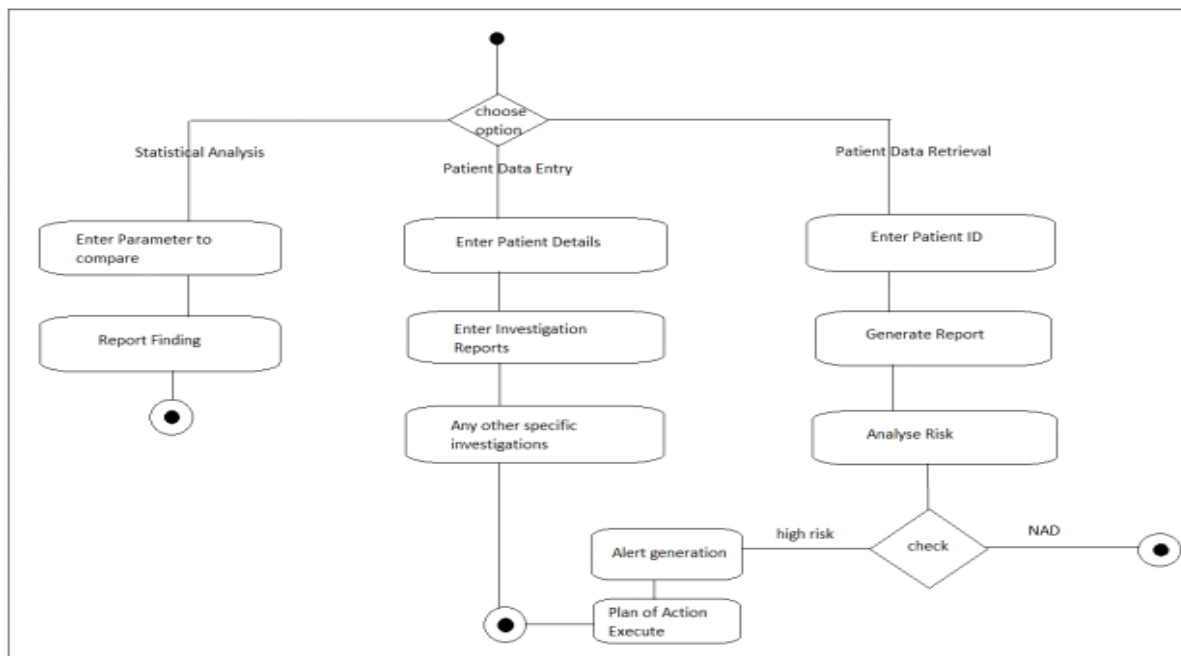 choose
option
Statistical Analysis
Patient Data Entry
Patient Data Retrieval
Enter Parameter to
compare
Enter Patient Details
Enter Patient ID
Report Finding
Enter Investigation
Reports
Generate Report
Any other specific
investigations
Analyse Risk
Alert generation
high risk
check
NAD
Plan of Action
Execute